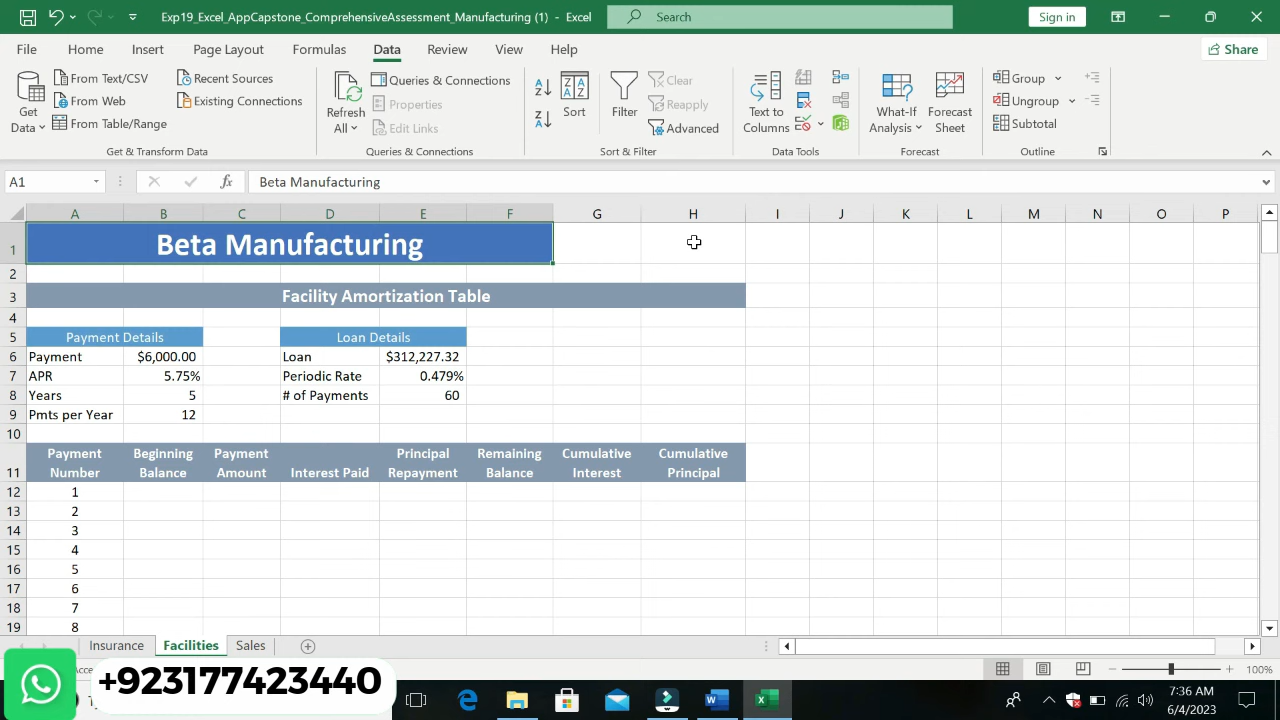 Exp19_Excel_AppCapstone_ComprehensiveAssessment_Manufacturing (1) - Excel
Search
Sign in
File Home Insert Page Layout Formulas Data Review View Help
Share
Get Data
From Text/CSV
From Web
From Table/Range
Recent Sources
Existing Connections
Get & Transform Data
Refresh All
Queries & Connections
Properties
Edit Links
Queries & Connections
Sort
Filter
Clear
Reapply
Advanced
Sort & Filter
Text to Columns
Data Tools
What-If Analysis
Forecast Sheet
Forecast
Group
Ungroup
Subtotal
Outline
A1
fx
Beta Manufacturing
A B C D E F G H I J K L M N O P
1 Beta Manufacturing
2
3 Facility Amortization Table
4
5 Payment Details Loan Details
6 Payment $6,000.00 Loan $312,227.32
7 APR 5.75% Periodic Rate 0.479%
8 Years 5 # of Payments 60
9 Pmts per Year 12
10
11 Payment Number Beginning Balance Payment Amount Interest Paid Principal Repayment Remaining Balance Cumulative Interest Cumulative Principal
12 1
13 2
14 3
15 4
16 5
17 6
18 7
19 8
Insurance Facilities Sales
100%
+923177423440
7:36 AM
6/4/2023